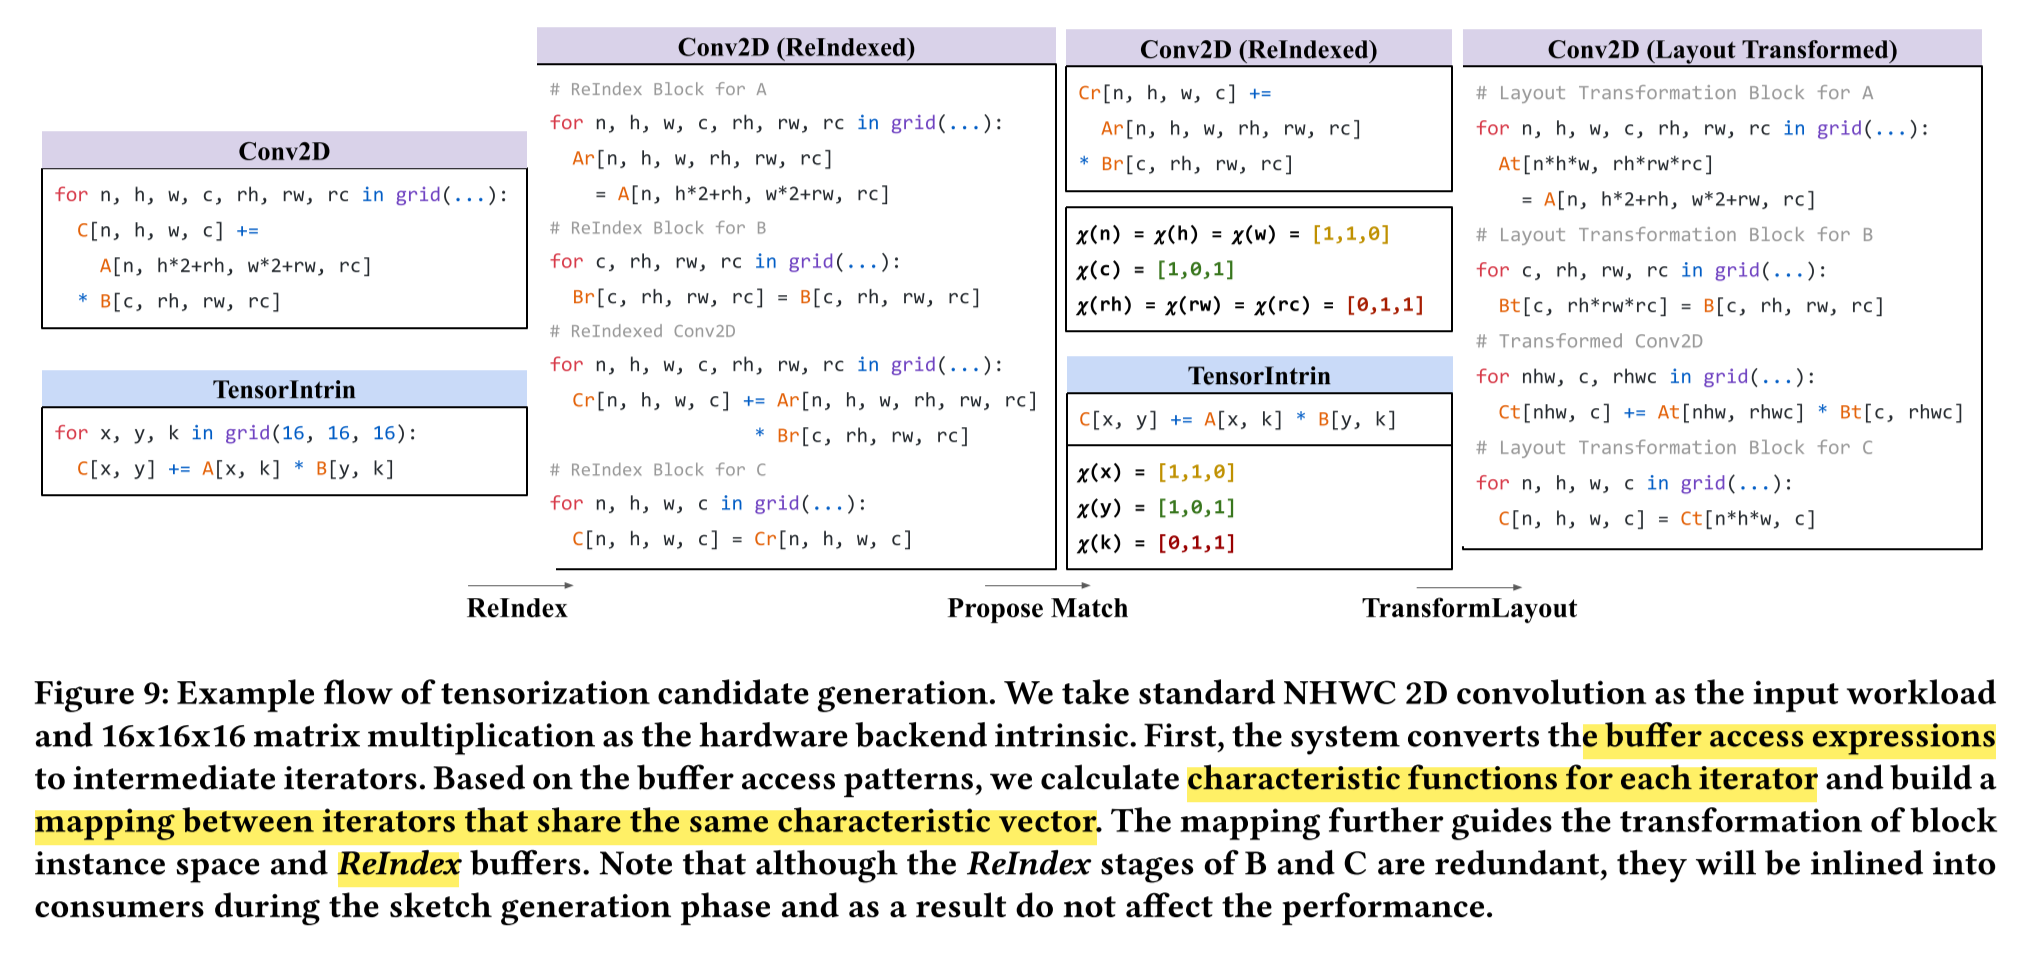 Conv2D
for n, h, w, c, rh, rw, rc in grid(...):
C[n, h, w, c] +=
A[n, h*2+rh, w*2+rw, rc]
* B[c, rh, rw, rc]
TensorIntrin
for x, y, k in grid(16, 16, 16):
C[x, y] += A[x, k] * B[y, k]
Conv2D (ReIndexed)
# ReIndex Block for A
for n, h, w, c, rh, rw, rc in grid(...):
Ar[n, h, w, rh, rw, rc]
= A[n, h*2+rh, w*2+rw, rc]
# ReIndex Block for B
for c, rh, rw, rc in grid(...):
Br[c, rh, rw, rc] = B[c, rh, rw, rc]
# ReIndexed Conv2D
for n, h, w, c, rh, rw, rc in grid(...):
Cr[n, h, w, c] += Ar[n, h, w, rh, rw, rc]
* Br[c, rh, rw, rc]
# ReIndex Block for C
for n, h, w, c in grid(...):
C[n, h, w, c] = Cr[n, h, w, c]
Conv2D (ReIndexed)
Cr[n, h, w, c] +=
Ar[n, h, w, rh, rw, rc]
* Br[c, rh, rw, rc]
χ(n) = χ(h) = χ(w) = [1,1,0]
χ(c) = [1,0,1]
χ(rh) = χ(rw) = χ(rc) = [0,1,1]
TensorIntrin
C[x, y] += A[x, k] * B[y, k]
χ(x) = [1,1,0]
χ(y) = [1,0,1]
χ(k) = [0,1,1]
Conv2D (Layout Transformed)
# Layout Transformation Block for A
for n, h, w, c, rh, rw, rc in grid(...):
At[n*h*w, rh*rw*rc]
= A[n, h*2+rh, w*2+rw, rc]
# Layout Transformation Block for B
for c, rh, rw, rc in grid(...):
Bt[c, rh*rw*rc] = B[c, rh, rw, rc]
# Transformed Conv2D
for nhw, c, rhwc in grid(...):
Ct[nhw, c] += At[nhw, rhwc] * Bt[c, rhwc]
# Layout Transformation Block for C
for n, h, w, c in grid(...):
C[n, h, w, c] = Ct[n*h*w, c]
ReIndex
Propose Match
TransformLayout
Figure 9: Example flow of tensorization candidate generation. We take standard NHWC 2D convolution as the input workload
and 16x16x16 matrix multiplication as the hardware backend intrinsic. First, the system converts the buffer access expressions
to intermediate iterators. Based on the buffer access patterns, we calculate characteristic functions for each iterator and build a
mapping between iterators that share the same characteristic vector. The mapping further guides the transformation of block
instance space and ReIndex buffers. Note that although the ReIndex stages of B and C are redundant, they will be inlined into
consumers during the sketch generation phase and as a result do not affect the performance.